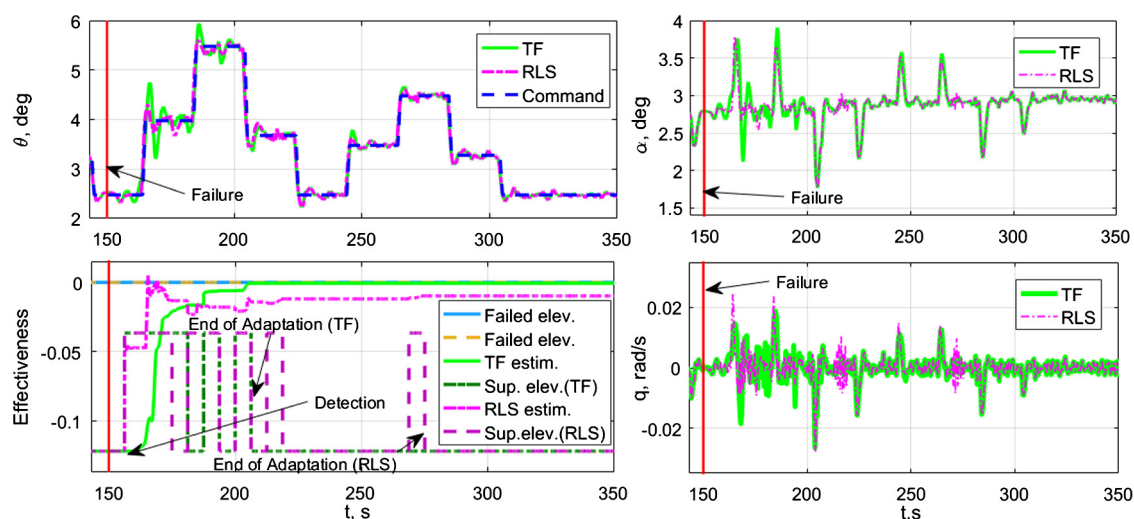 6
5
4
3
2
θ, deg
TF
RLS
Command
Failure
150
200
250
300
350
4
3.5
2.9
2.1
1.4
α, deg
TF
RLS
Failure
150
200
250
300
350
0
-0.05
-0.1
Effectiveness
End of Adaptation (TF)
Detection
End of Adaptation (RLS)
Failed elev.
Failed elev.
TF estim.
Sup. elev.(TF)
RLS estim.
Sup.elev.(RLS)
150
200
250
300
350
t, s
0.02
0
-0.02
q, rad/s
Failure
TF
RLS
150
200
250
300
350
t,s